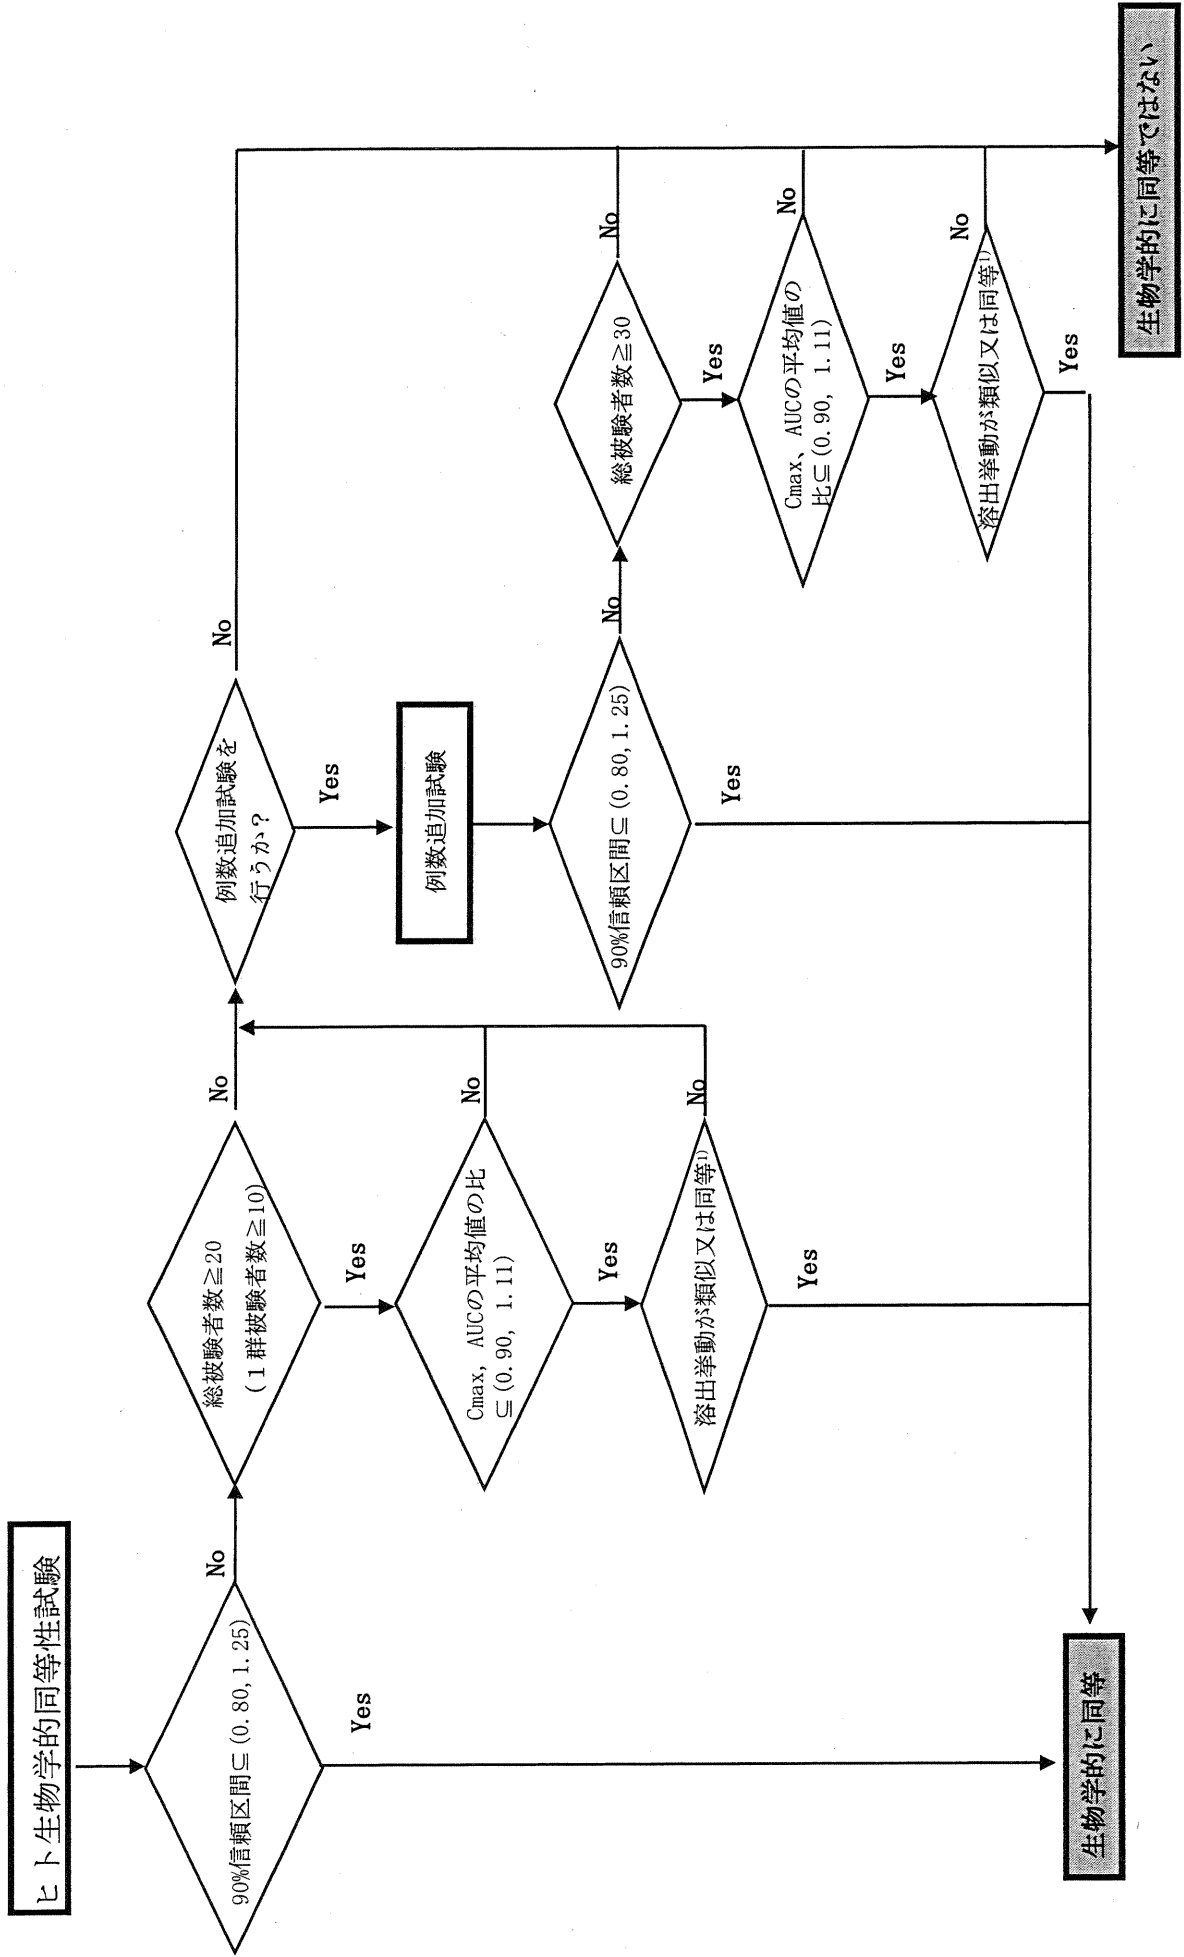 ヒト生物学的同等性試験
90%信頼区間⊆(0.80,1.25)
No
Yes
総被験者数≧20
(1群被験者数≧10)
No
Yes
Cmax, AUCの平均値の比
⊆(0.90, 1.11)
No
Yes
溶出挙動が類似又は同等1)
No
Yes
例数追加試験を
行うか?
No
Yes
例数追加試験
90%信頼区間⊆(0.80,1.25)
No
Yes
総被験者数≧30
No
Yes
Cmax、AUCの平均値の
比⊆(0.90, 1.11)
No
Yes
溶出挙動が類似又は同等1)
No
Yes
生物学的に同等
生物学的に同等ではない